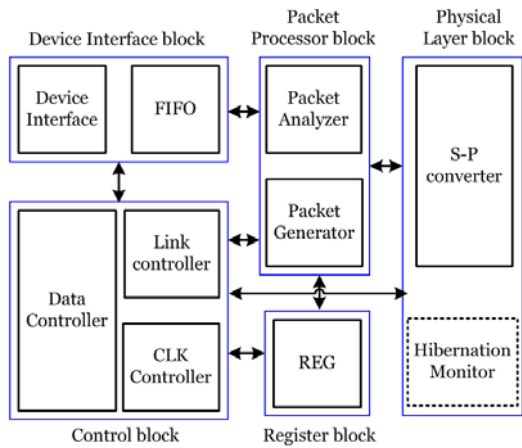 Device Interface block
Packet
Processor block
Physical
Layer block
Device
Interface
FIFO
Packet
Analyzer
S-P
converter
Packet
Generator
Link
controller
Data
Controller
CLK
Controller
REG
Hibernation
Monitor
Control block
Register block